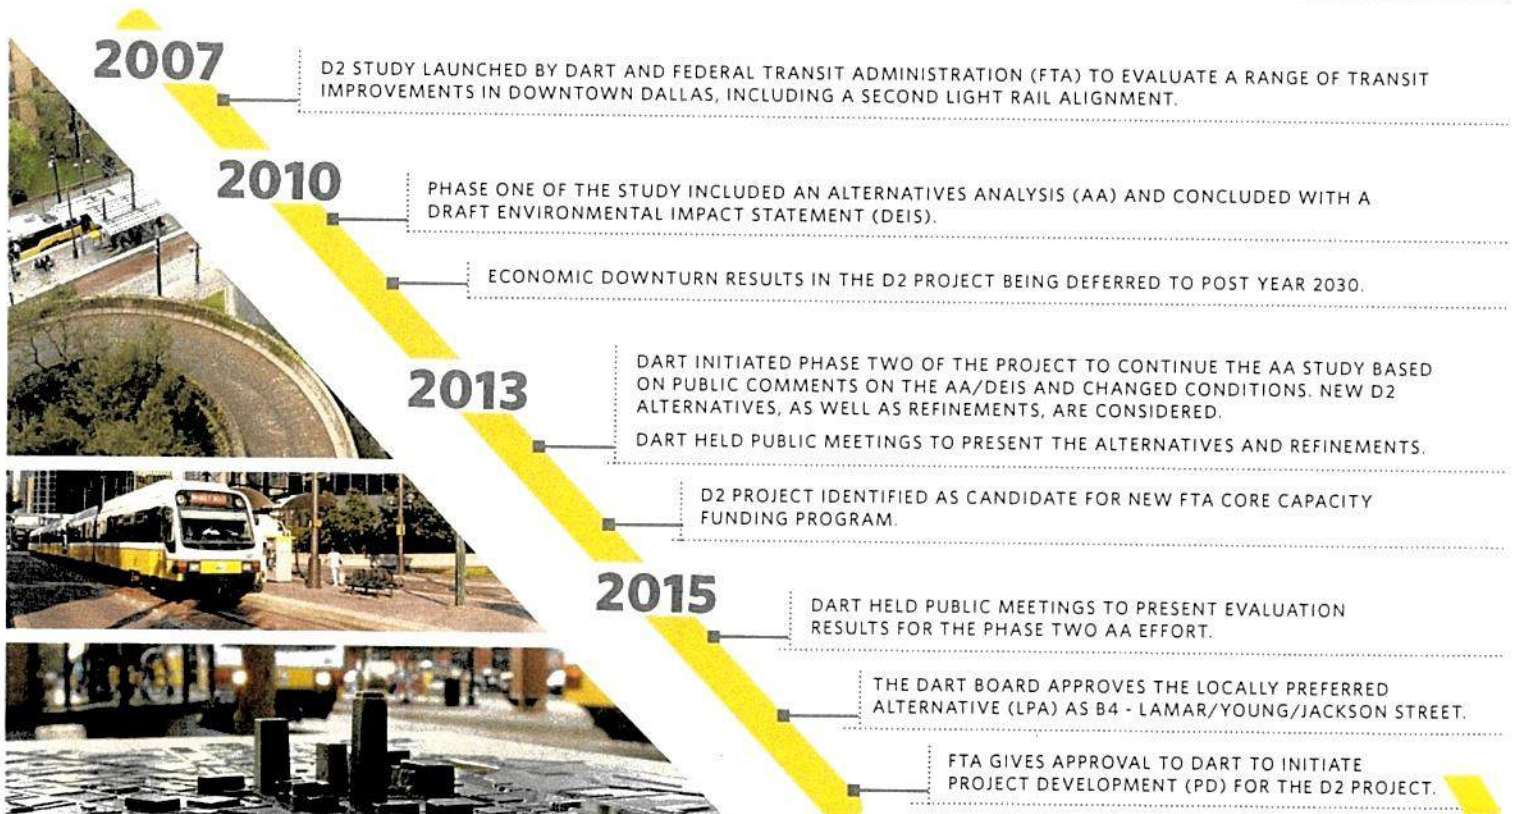 2007
D2 STUDY LAUNCHED BY DART AND FEDERAL TRANSIT ADMINISTRATION (FTA) TO EVALUATE A RANGE OF TRANSIT
IMPROVEMENTS IN DOWNTOWN DALLAS, INCLUDING A SECOND LIGHT RAIL ALIGNMENT.
2010
PHASE ONE OF THE STUDY INCLUDED AN ALTERNATIVES ANALYSIS (AA) AND CONCLUDED WITH A
DRAFT ENVIRONMENTAL IMPACT STATEMENT (DEIS).
ECONOMIC DOWNTURN RESULTS IN THE D2 PROJECT BEING DEFERRED TO POST YEAR 2030.
2013
DART INITIATED PHASE TWO OF THE PROJECT TO CONTINUE THE AA STUDY BASED
ON PUBLIC COMMENTS ON THE AA/DEIS AND CHANGED CONDITIONS. NEW D2
ALTERNATIVES, AS WELL AS REFINEMENTS, ARE CONSIDERED.
DART HELD PUBLIC MEETINGS TO PRESENT THE ALTERNATIVES AND REFINEMENTS.
D2 PROJECT IDENTIFIED AS CANDIDATE FOR NEW FTA CORE CAPACITY
FUNDING PROGRAM.
2015
DART HELD PUBLIC MEETINGS TO PRESENT EVALUATION
RESULTS FOR THE PHASE TWO AA EFFORT.
THE DART BOARD APPROVES THE LOCALLY PREFERRED
ALTERNATIVE (LPA) AS B4 - LAMAR/YOUNG/JACKSON STREET.
FTA GIVES APPROVAL TO DART TO INITIATE
PROJECT DEVELOPMENT (PD) FOR THE D2 PROJECT.